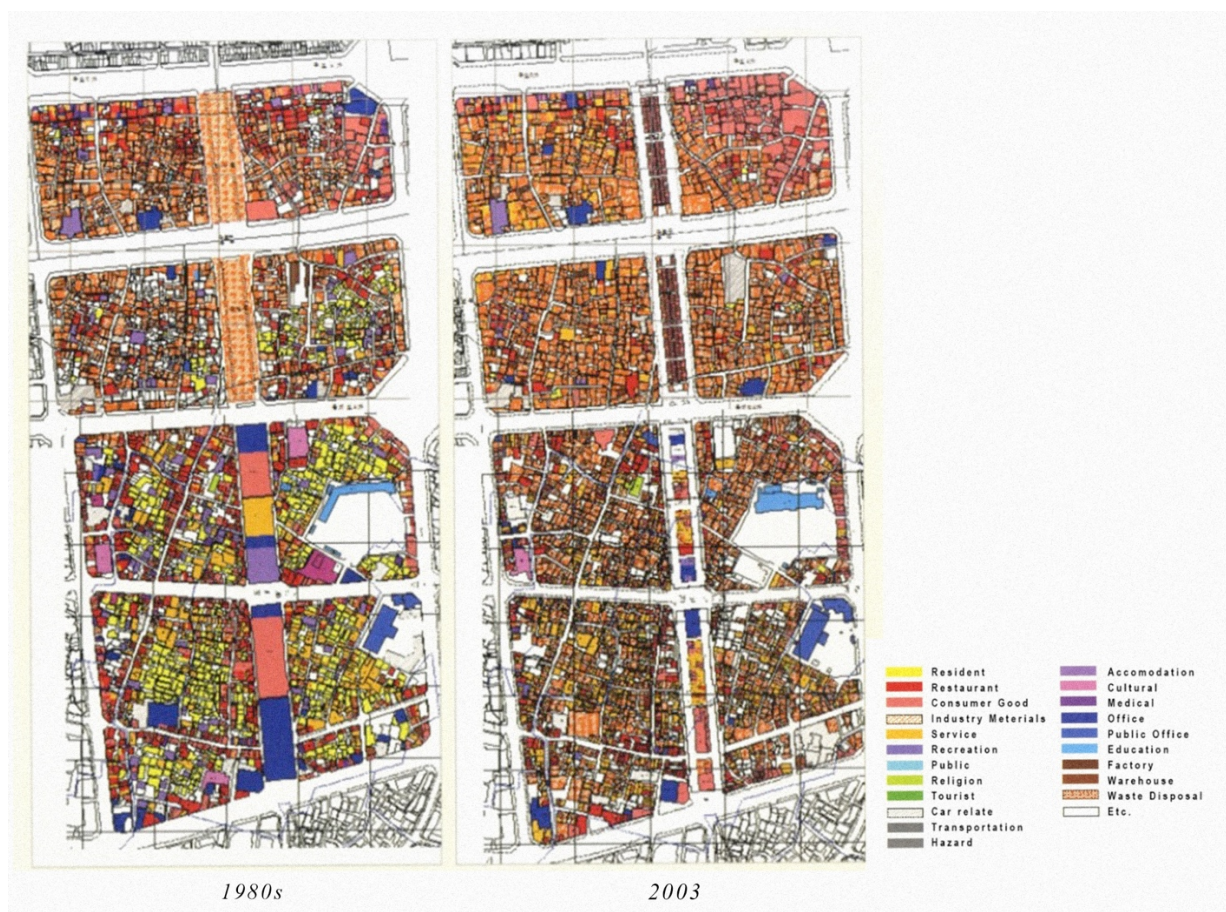 Resident
Restaurant
Consumer Good
Industry Meterials
Service
Recreation
Public
Religion
Tourist
Car relate
Transportation
Hazard
Accomodation
Cultural
Medical
Office
Public Office
Education
Factory
Warehouse
Waste Disposal
Etc.
1980s
2003